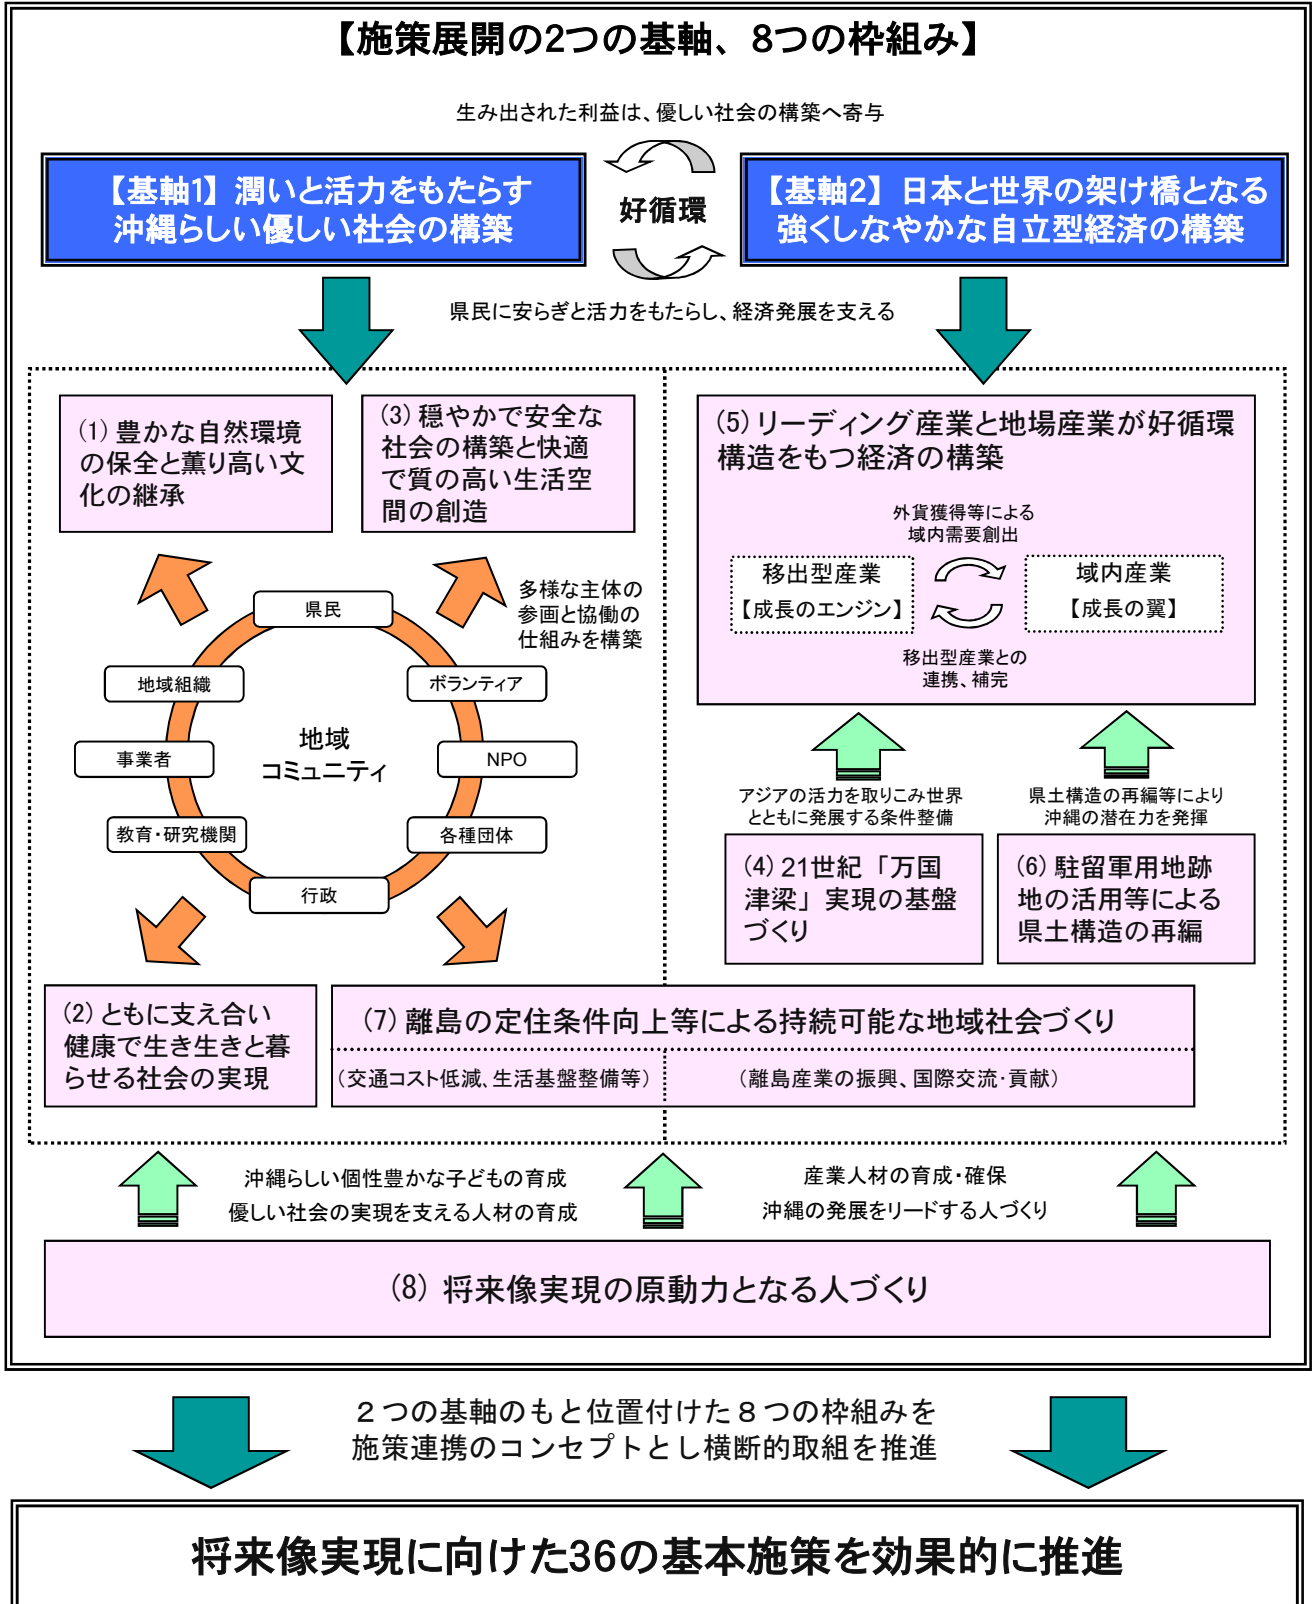 【施策展開の2つの基軸、8つの枠組み】
生み出された利益は、優しい社会の構築へ寄与
【基軸1】潤いと活力をもたらす
沖縄らしい優しい社会の構築
好循環
【基軸2】日本と世界の架け橋となる
強くしなやかな自立型経済の構築
県民に安らぎと活力をもたらし、経済発展を支える
(1)豊かな自然環境
の保全と薫り高い文
化の継承
(3)穏やかで安全な
社会の構築と快適
で質の高い生活空
間の創造
多様な主体の
参画と協働の
仕組みを構築
県民
地域組織
ボランティア
事業者
地域
コミュニティ
NPO
教育・研究機関
各種団体
行政
(5)リーディング産業と地場産業が好循環
構造をもつ経済の構築
外貨獲得等による
域内需要創出
移出型産業
【成長のエンジン】
域内産業
【成長の翼】
移出型産業との
連携、補完
アジアの活力を取りこみ世界
とともに発展する条件整備
県土構造の再編等により
沖縄の潜在力を発揮
(4)21世紀「万国
津梁」実現の基盤
づくり
(6)駐留軍用地跡
地の活用等による
県土構造の再編
(2)ともに支え合い
健康で生き生きと暮
らせる社会の実現
(7)離島の定住条件向上等による持続可能な地域社会づくり
(交通コスト低減、生活基盤整備等)
(離島産業の振興、国際交流・貢献)
沖縄らしい個性豊かな子どもの育成
優しい社会の実現を支える人材の育成
産業人材の育成・確保
沖縄の発展をリードする人づくり
(8)将来像実現の原動力となる人づくり
２つの基軸のもと位置付けた８つの枠組みを
施策連携のコンセプトとし横断的取組を推進
将来像実現に向けた36の基本施策を効果的に推進